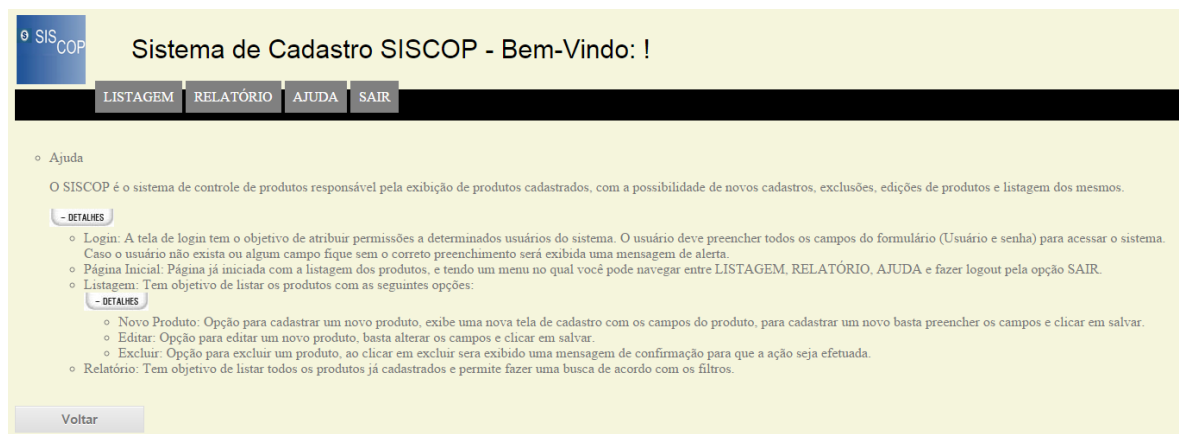 SISCOP
Sistema de Cadastro SISCOP - Bem-Vindo: !
LISTAGEM RELATÓRIO AJUDA SAIR
Ajuda
O SISCOP é o sistema de controle de produtos responsável pela exibição de produtos cadastrados, com a possibilidade de novos cadastros, exclusões, edições de produtos e listagem dos mesmos.
- DETALHES
Login: A tela de login tem o objetivo de atribuir permissões a determinados usuários do sistema. O usuário deve preencher todos os campos do formulário (Usuário e senha) para acessar o sistema.
Caso o usuário não exista ou algum campo fique sem o correto preenchimento será exibida uma mensagem de alerta.
Página Inicial: Página já iniciada com a listagem dos produtos, e tendo um menu no qual você pode navegar entre LISTAGEM, RELATÓRIO, AJUDA e fazer logout pela opção SAIR.
Listagem: Tem objetivo de listar os produtos com as seguintes opções:
- DETALHES
Novo Produto: Opção para cadastrar um novo produto, exibe uma nova tela de cadastro com os campos do produto, para cadastrar um novo basta preencher os campos e clicar em salvar.
Editar: Opção para editar um novo produto, basta alterar os campos e clicar em salvar.
Excluir: Opção para excluir um produto, ao clicar em excluir sera exibido uma mensagem de confirmação para que a ação seja efetuada.
Relatório: Tem objetivo de listar todos os produtos já cadastrados e permite fazer uma busca de acordo com os filtros.
Voltar